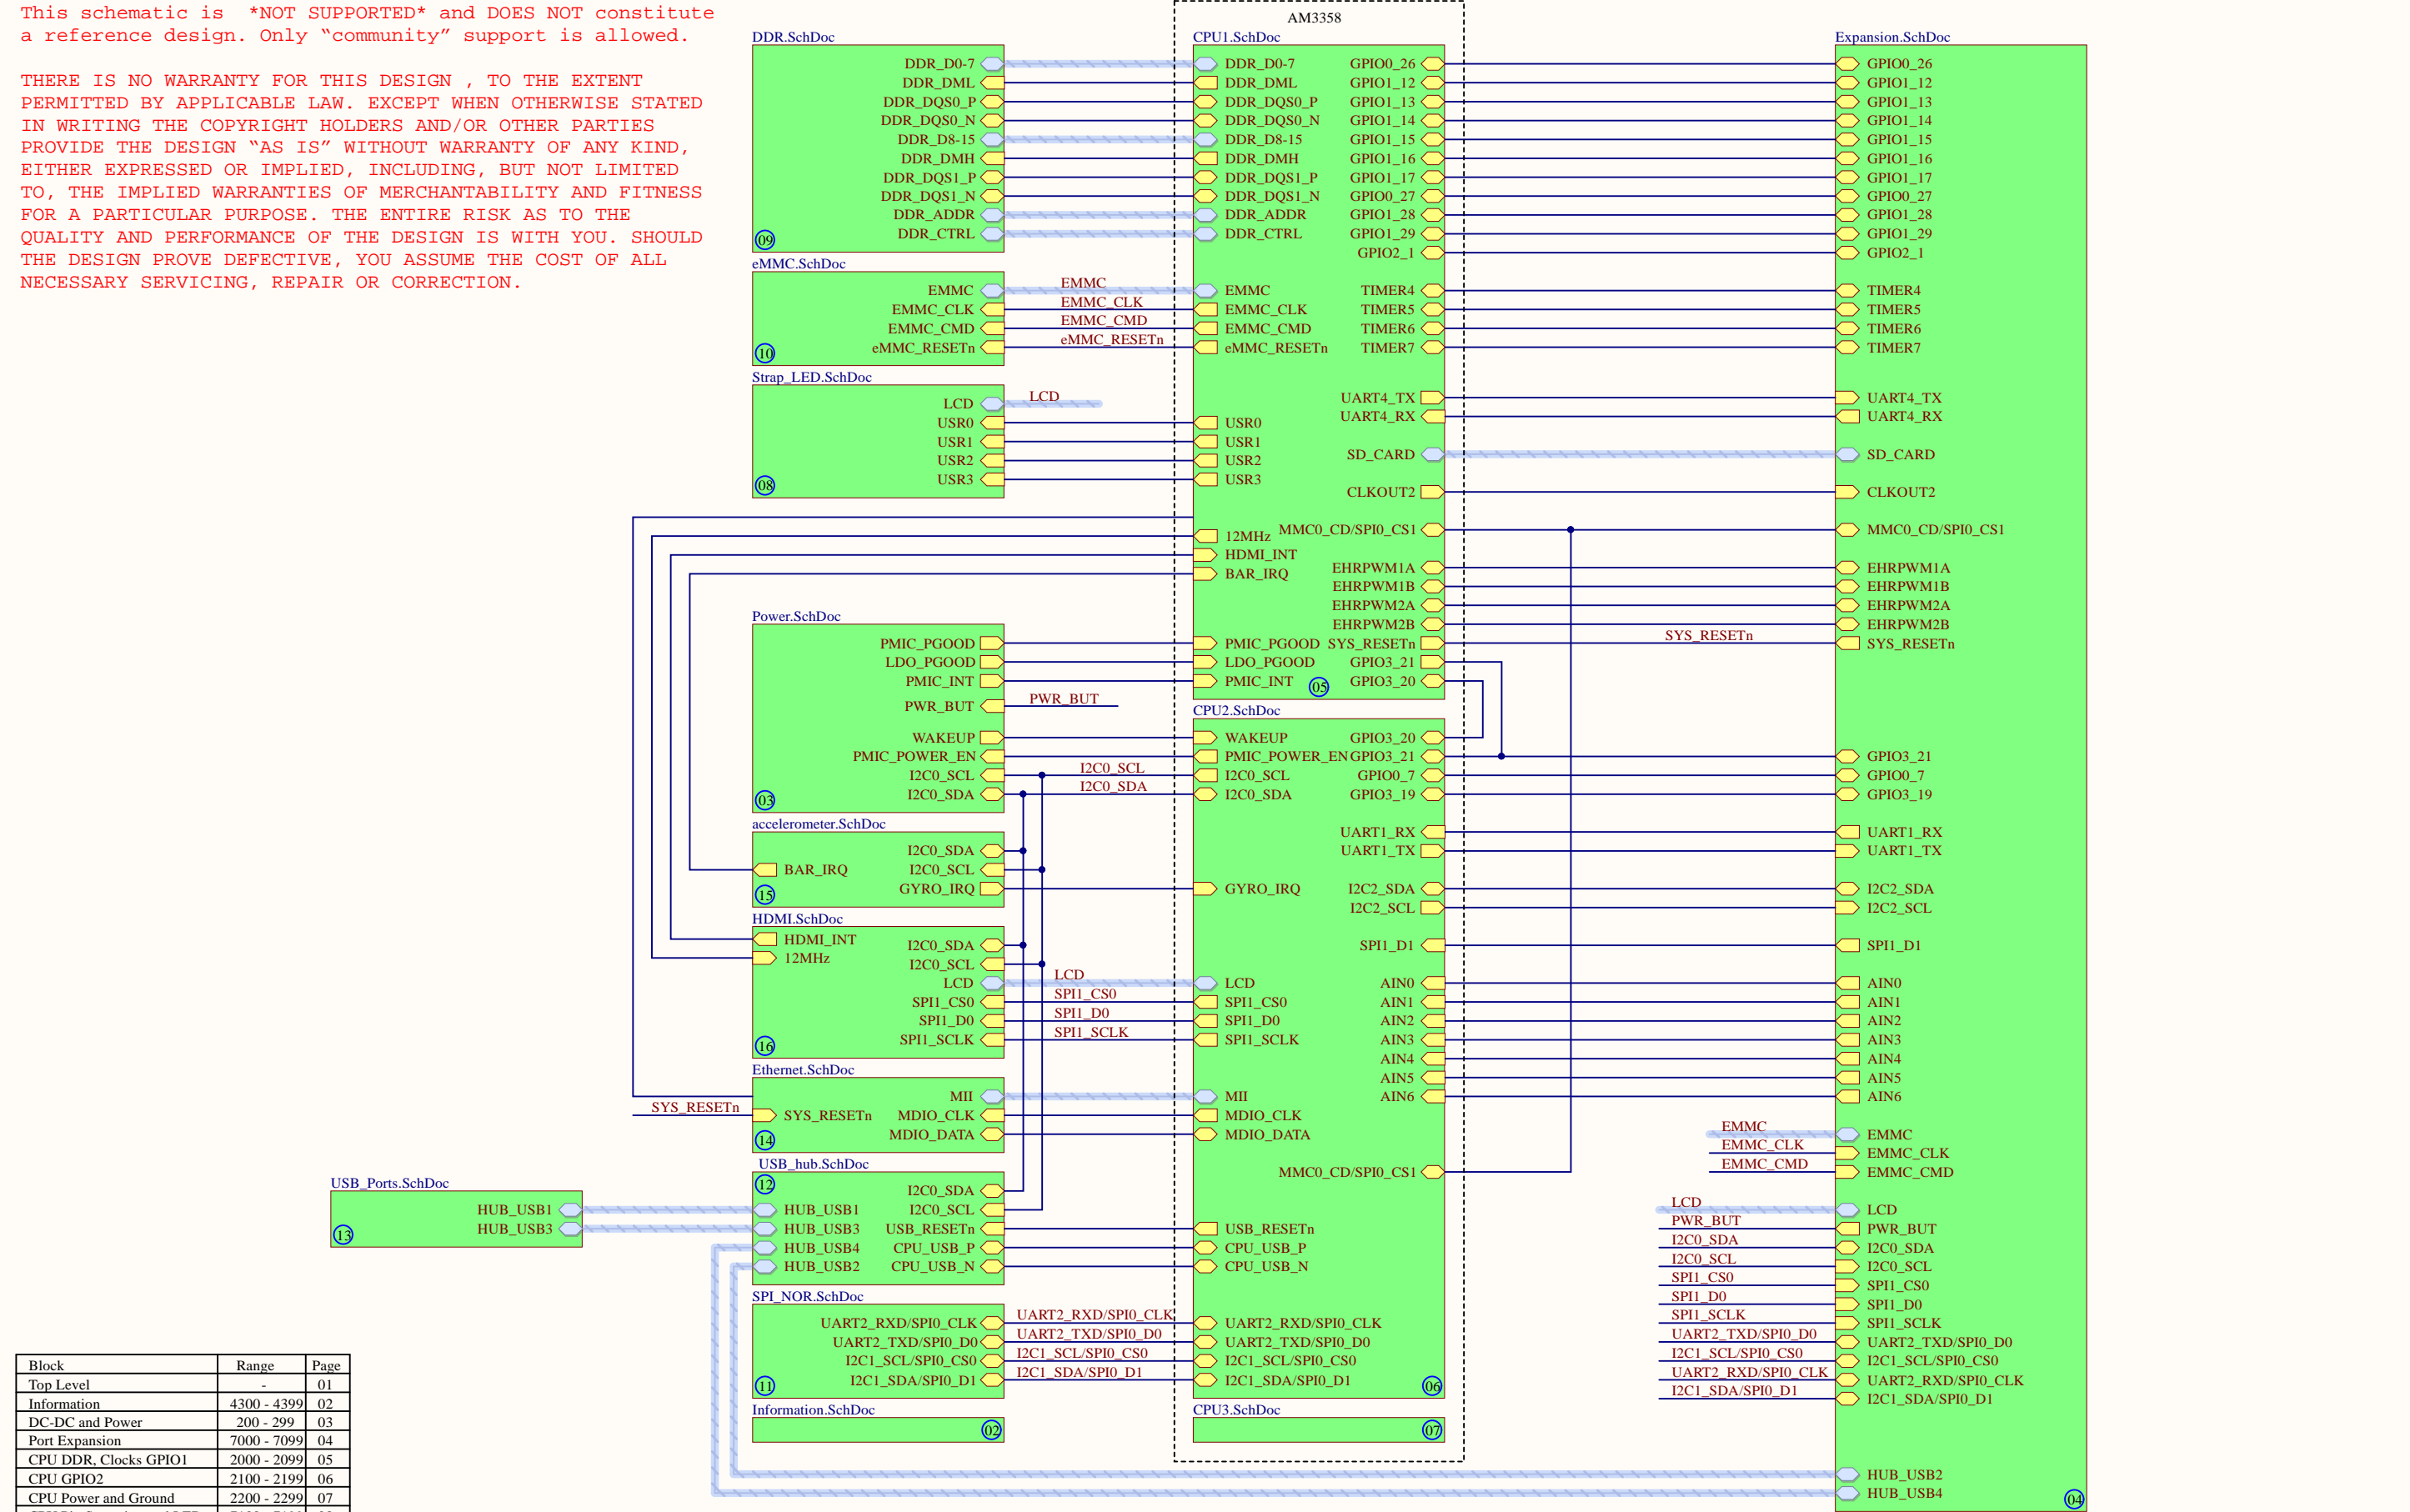 This schematic is *NOT SUPPORTED* and DOES NOT constitute
a reference design. Only “community” support is allowed.
THERE IS NO WARRANTY FOR THIS DESIGN , TO THE EXTENT
PERMITTED BY APPLICABLE LAW. EXCEPT WHEN OTHERWISE STATED
IN WRITING THE COPYRIGHT HOLDERS AND/OR OTHER PARTIES
PROVIDE THE DESIGN “AS IS” WITHOUT WARRANTY OF ANY KIND,
EITHER EXPRESSED OR IMPLIED, INCLUDING, BUT NOT LIMITED
TO, THE IMPLIED WARRANTIES OF MERCHANTABILITY AND FITNESS
FOR A PARTICULAR PURPOSE. THE ENTIRE RISK AS TO THE
QUALITY AND PERFORMANCE OF THE DESIGN IS WITH YOU. SHOULD
THE DESIGN PROVE DEFECTIVE, YOU ASSUME THE COST OF ALL
NECESSARY SERVICING, REPAIR OR CORRECTION.
DDR.SchDoc
DDR_D0-7
DDR_DML
DDR_DQS0_P
DDR_DQS0_N
DDR_D8-15
DDR_DMH
DDR_DQS1_P
DDR_DQS1_N
DDR_ADDR
DDR_CTRL
09
eMMC.SchDoc
EMMC
EMMC_CLK
EMMC_CMD
eMMC_RESETn
10
EMMC
EMMC_CLK
EMMC_CMD
eMMC_RESETn
Strap_LED.SchDoc
LCD
USR0
USR1
USR2
USR3
08
LCD
Power.SchDoc
PMIC_PGOOD
LDO_PGOOD
PMIC_INT
PWR_BUT
WAKEUP
PMIC_POWER_EN
I2C0_SCL
I2C0_SDA
03
PWR_BUT
I2C0_SCL
I2C0_SDA
accelerometer.SchDoc
I2C0_SDA
BAR_IRQ I2C0_SCL
GYRO_IRQ
15
HDMI.SchDoc
HDMI_INT I2C0_SDA
12MHz I2C0_SCL
LCD
SPI1_CS0
SPI1_D0
SPI1_SCLK
16
LCD
SPI1_CS0
SPI1_D0
SPI1_SCLK
Ethernet.SchDoc
MII
SYS_RESETn SYS_RESETn MDIO_CLK
MDIO_DATA
14
USB_hub.SchDoc
12
I2C0_SDA
HUB_USB1 I2C0_SCL
HUB_USB3 USB_RESETn
HUB_USB4 CPU_USB_P
HUB_USB2 CPU_USB_N
USB_Ports.SchDoc
HUB_USB1
HUB_USB3
13
SPI_NOR.SchDoc
UART2_RXD/SPI0_CLK
UART2_TXD/SPI0_D0
I2C1_SCL/SPI0_CS0
I2C1_SDA/SPI0_D1
11
UART2_RXD/SPI0_CLK
UART2_TXD/SPI0_D0
I2C1_SCL/SPI0_CS0
I2C1_SDA/SPI0_D1
Information.SchDoc
02
AM3358
CPU1.SchDoc
DDR_D0-7 GPIO0_26
DDR_DML GPIO1_12
DDR_DQS0_P GPIO1_13
DDR_DQS0_N GPIO1_14
DDR_D8-15 GPIO1_15
DDR_DMH GPIO1_16
DDR_DQS1_P GPIO1_17
DDR_DQS1_N GPIO0_27
DDR_ADDR GPIO1_28
DDR_CTRL GPIO1_29
GPIO2_1
EMMC TIMER4
EMMC_CLK TIMER5
EMMC_CMD TIMER6
eMMC_RESETn TIMER7
UART4_TX
UART4_RX
USR0
USR1
USR2 SD_CARD
USR3
CLKOUT2
12MHz MMC0_CD/SPI0_CS1
HDMI_INT
BAR_IRQ EHRPWM1A
EHRPWM1B
EHRPWM2A
EHRPWM2B
PMIC_PGOOD SYS_RESETn
LDO_PGOOD GPIO3_21
PMIC_INT GPIO3_20
05
SYS_RESETn
CPU2.SchDoc
WAKEUP GPIO3_20
PMIC_POWER_EN GPIO3_21
I2C0_SCL GPIO0_7
I2C0_SDA GPIO3_19
UART1_RX
UART1_TX
GYRO_IRQ I2C2_SDA
I2C2_SCL
SPI1_D1
LCD AIN0
SPI1_CS0 AIN1
SPI1_D0 AIN2
SPI1_SCLK AIN3
AIN4
AIN5
MII AIN6
MDIO_CLK
MDIO_DATA
MMC0_CD/SPI0_CS1
USB_RESETn
CPU_USB_P
CPU_USB_N
UART2_RXD/SPI0_CLK
UART2_TXD/SPI0_D0
I2C1_SCL/SPI0_CS0
I2C1_SDA/SPI0_D1
06
CPU3.SchDoc
07
Expansion.SchDoc
GPIO0_26
GPIO1_12
GPIO1_13
GPIO1_14
GPIO1_15
GPIO1_16
GPIO1_17
GPIO0_27
GPIO1_28
GPIO1_29
GPIO2_1
TIMER4
TIMER5
TIMER6
TIMER7
UART4_TX
UART4_RX
SD_CARD
CLKOUT2
MMC0_CD/SPI0_CS1
EHRPWM1A
EHRPWM1B
EHRPWM2A
EHRPWM2B
SYS_RESETn
GPIO3_21
GPIO0_7
GPIO3_19
UART1_RX
UART1_TX
I2C2_SDA
I2C2_SCL
SPI1_D1
AIN0
AIN1
AIN2
AIN3
AIN4
AIN5
AIN6
EMMC EMMC
EMMC_CLK EMMC_CLK
EMMC_CMD EMMC_CMD
LCD LCD
PWR_BUT PWR_BUT
I2C0_SDA I2C0_SDA
I2C0_SCL I2C0_SCL
SPI1_CS0 SPI1_CS0
SPI1_D0 SPI1_D0
SPI1_SCLK SPI1_SCLK
UART2_TXD/SPI0_D0 UART2_TXD/SPI0_D0
I2C1_SCL/SPI0_CS0 I2C1_SCL/SPI0_CS0
UART2_RXD/SPI0_CLK UART2_RXD/SPI0_CLK
I2C1_SDA/SPI0_D1 I2C1_SDA/SPI0_D1
HUB_USB2
HUB_USB4
04
Block Range Page
Top Level - 01
Information 4300 - 4399 02
DC-DC and Power 200 - 299 03
Port Expansion 7000 - 7099 04
CPU DDR, Clocks GPIO1 2000 - 2099 05
CPU GPIO2 2100 - 2199 06
CPU Power and Ground 2200 - 2299 07